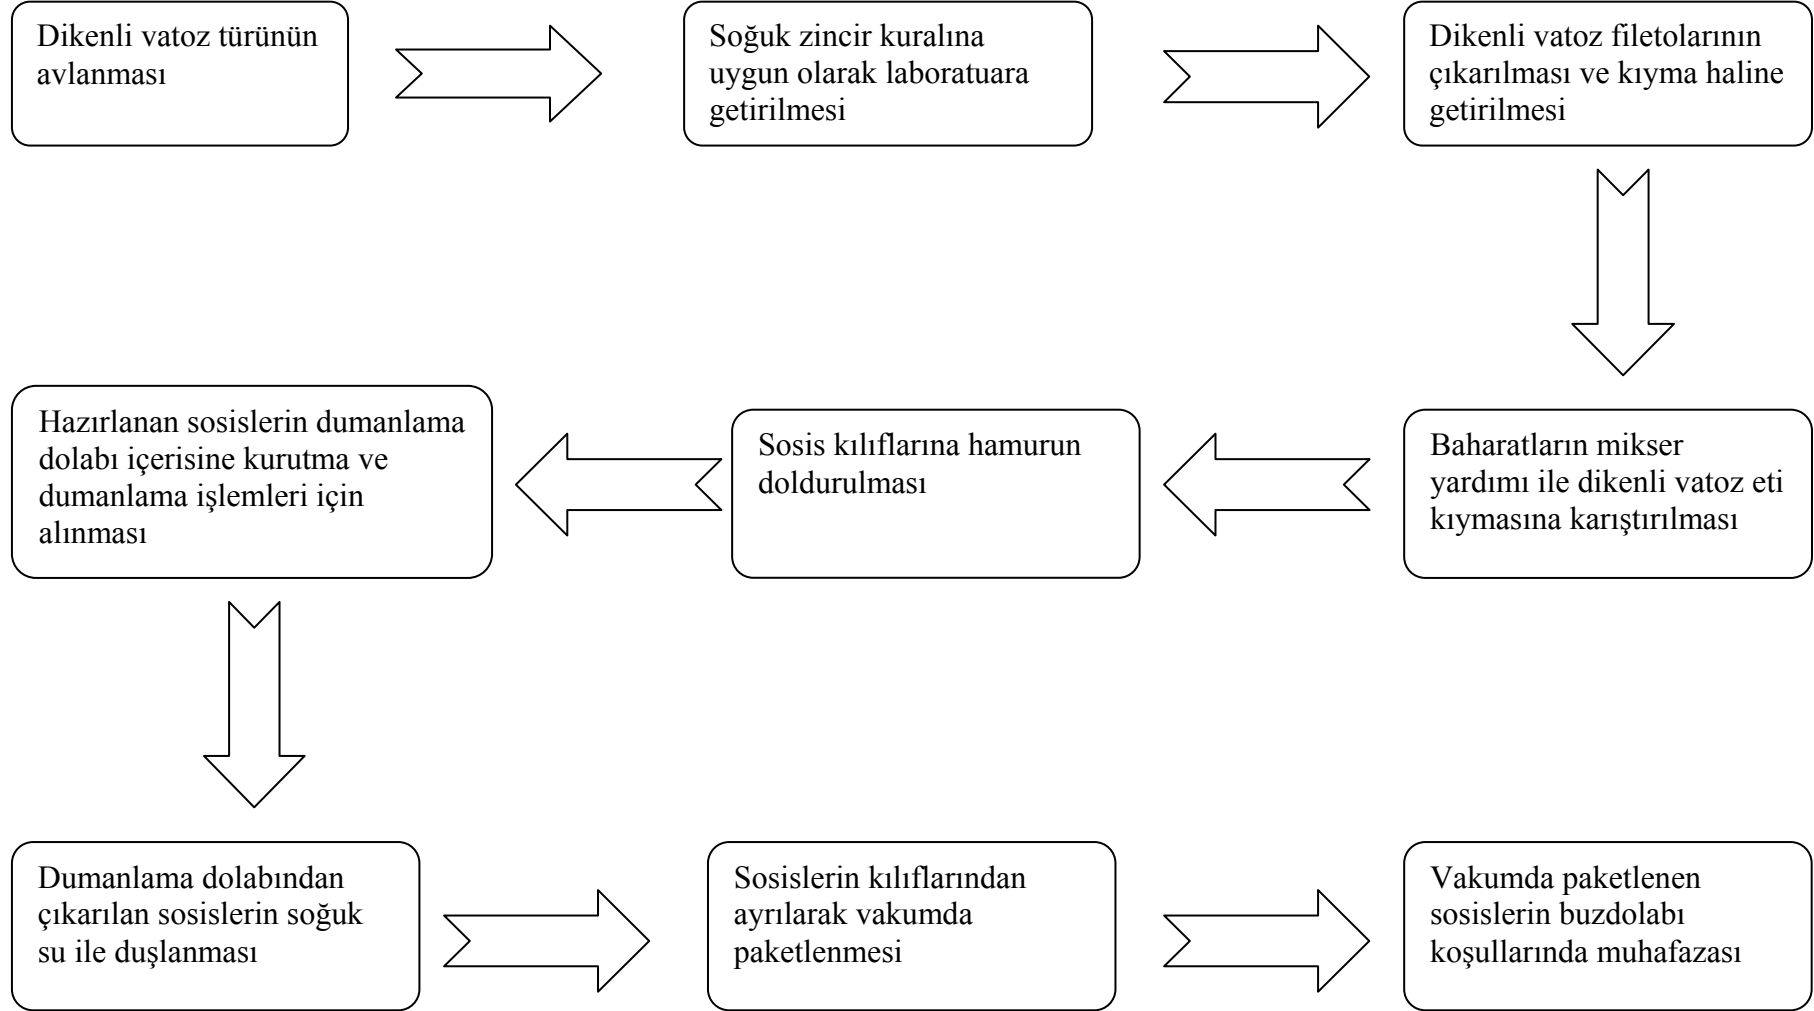 Dikenli vatoz türünün
avlanması
Soğuk zincir kuralına
uygun olarak laboratuara
getirilmesi
Dikenli vatoz filetolarının
çıkarılması ve kıyma haline
getirilmesi
Baharatların mikser
yardımı ile dikenli vatoz eti
kıymasına karıştırılması
Sosis kılıflarına hamurun
doldurulması
Hazırlanan sosislerin dumanlama
dolabı içerisine kurutma ve
dumanlama işlemleri için
alınması
Dumanlama dolabından
çıkarılan sosislerin soğuk
su ile duşlanması
Sosislerin kılıflarından
ayrılarak vakumda
paketlenmesi
Vakumda paketlenen
sosislerin buzdolabı
koşullarında muhafazası